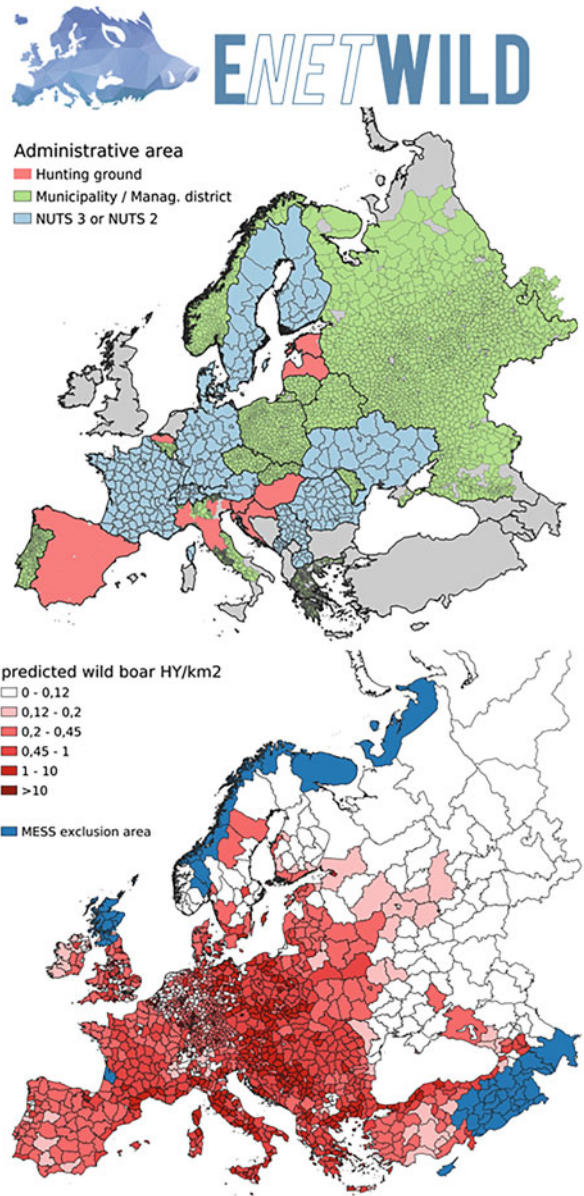 ENETWILD
Administrative area
Hunting ground
Municipality / Manag. district
NUTS 3 or NUTS 2
predicted wild boar HY/km2
0 - 0,12
0,12 - 0,2
0,2 - 0,45
0,45 - 1
1 - 10
>10
MESS exclusion area